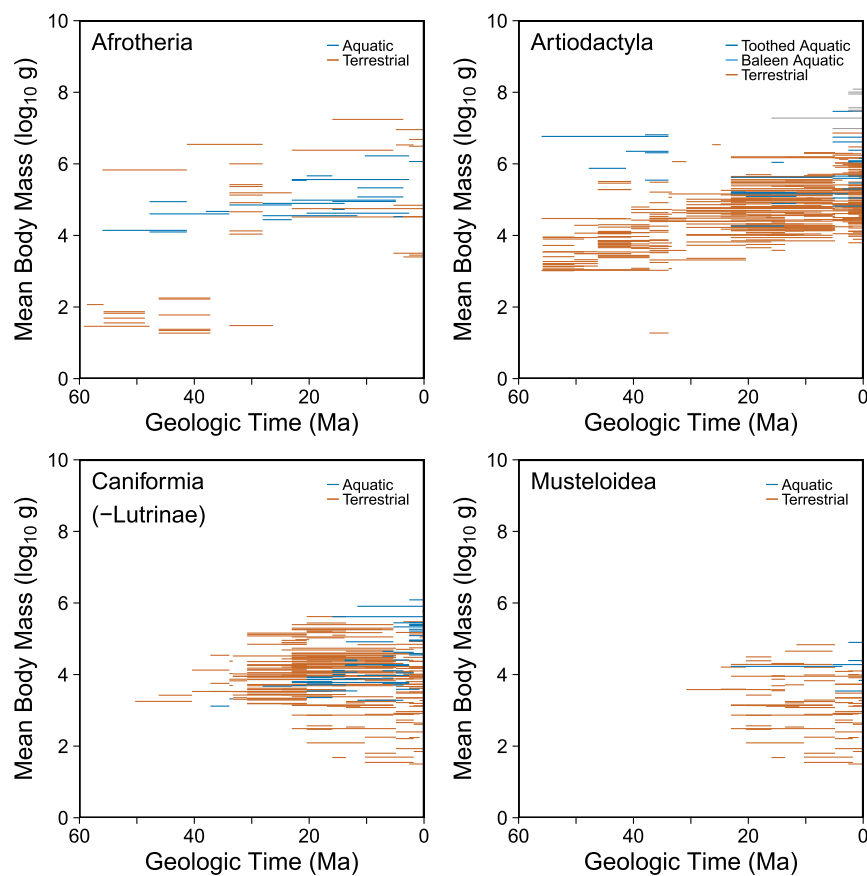 Afrotheria
Aquatic
Terrestrial
10
8
6
4
2
0
Mean Body Mass (log10 g)
60
40
20
0
Geologic Time (Ma)
Artiodactyla
Toothed Aquatic
Baleen Aquatic
Terrestrial
10
8
6
4
2
0
Mean Body Mass (log10 g)
60
40
20
0
Geologic Time (Ma)
Caniformia
(−Lutrinae)
Aquatic
Terrestrial
10
8
6
4
2
0
Mean Body Mass (log10 g)
60
40
20
0
Geologic Time (Ma)
Musteloidea
Aquatic
Terrestrial
10
8
6
4
2
0
Mean Body Mass (log10 g)
60
40
20
0
Geologic Time (Ma)